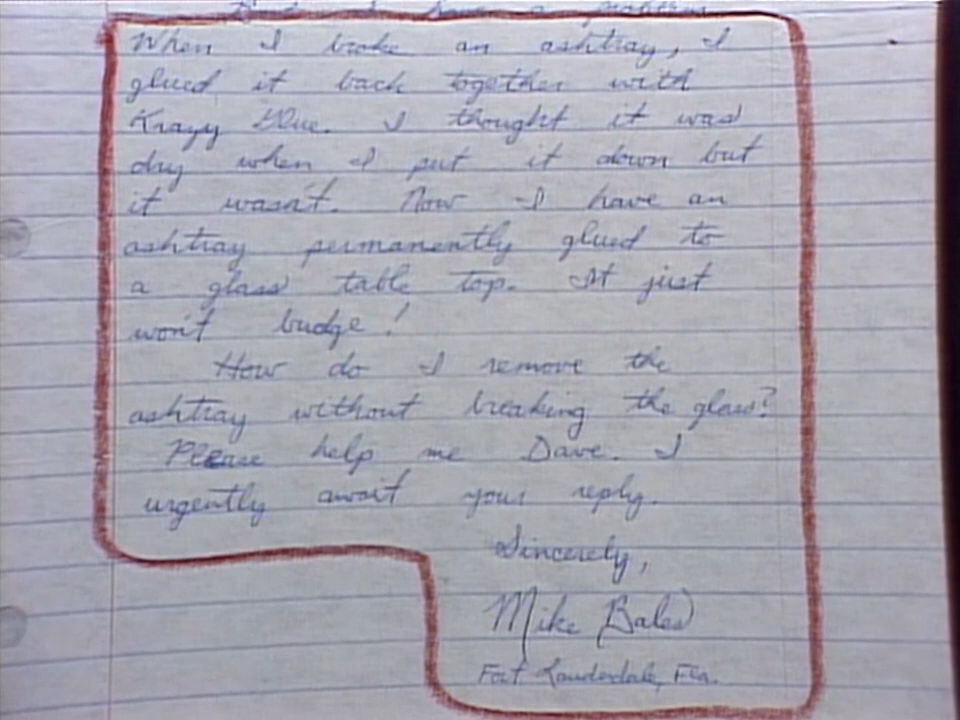 And I have a problem.
When I broke an ashtray, I
glued it back together with
Krazy Glue. I thought it was
dry when I put it down but
it wasn't. Now I have an
ashtray permanently glued to
a glass table top. It just
won't budge!
How do I remove the
ashtray without breaking the glass?
Please help me Dave. I
urgently await your reply.
Sincerely,
Mike Bales
Fort Lauderdale, Fla.